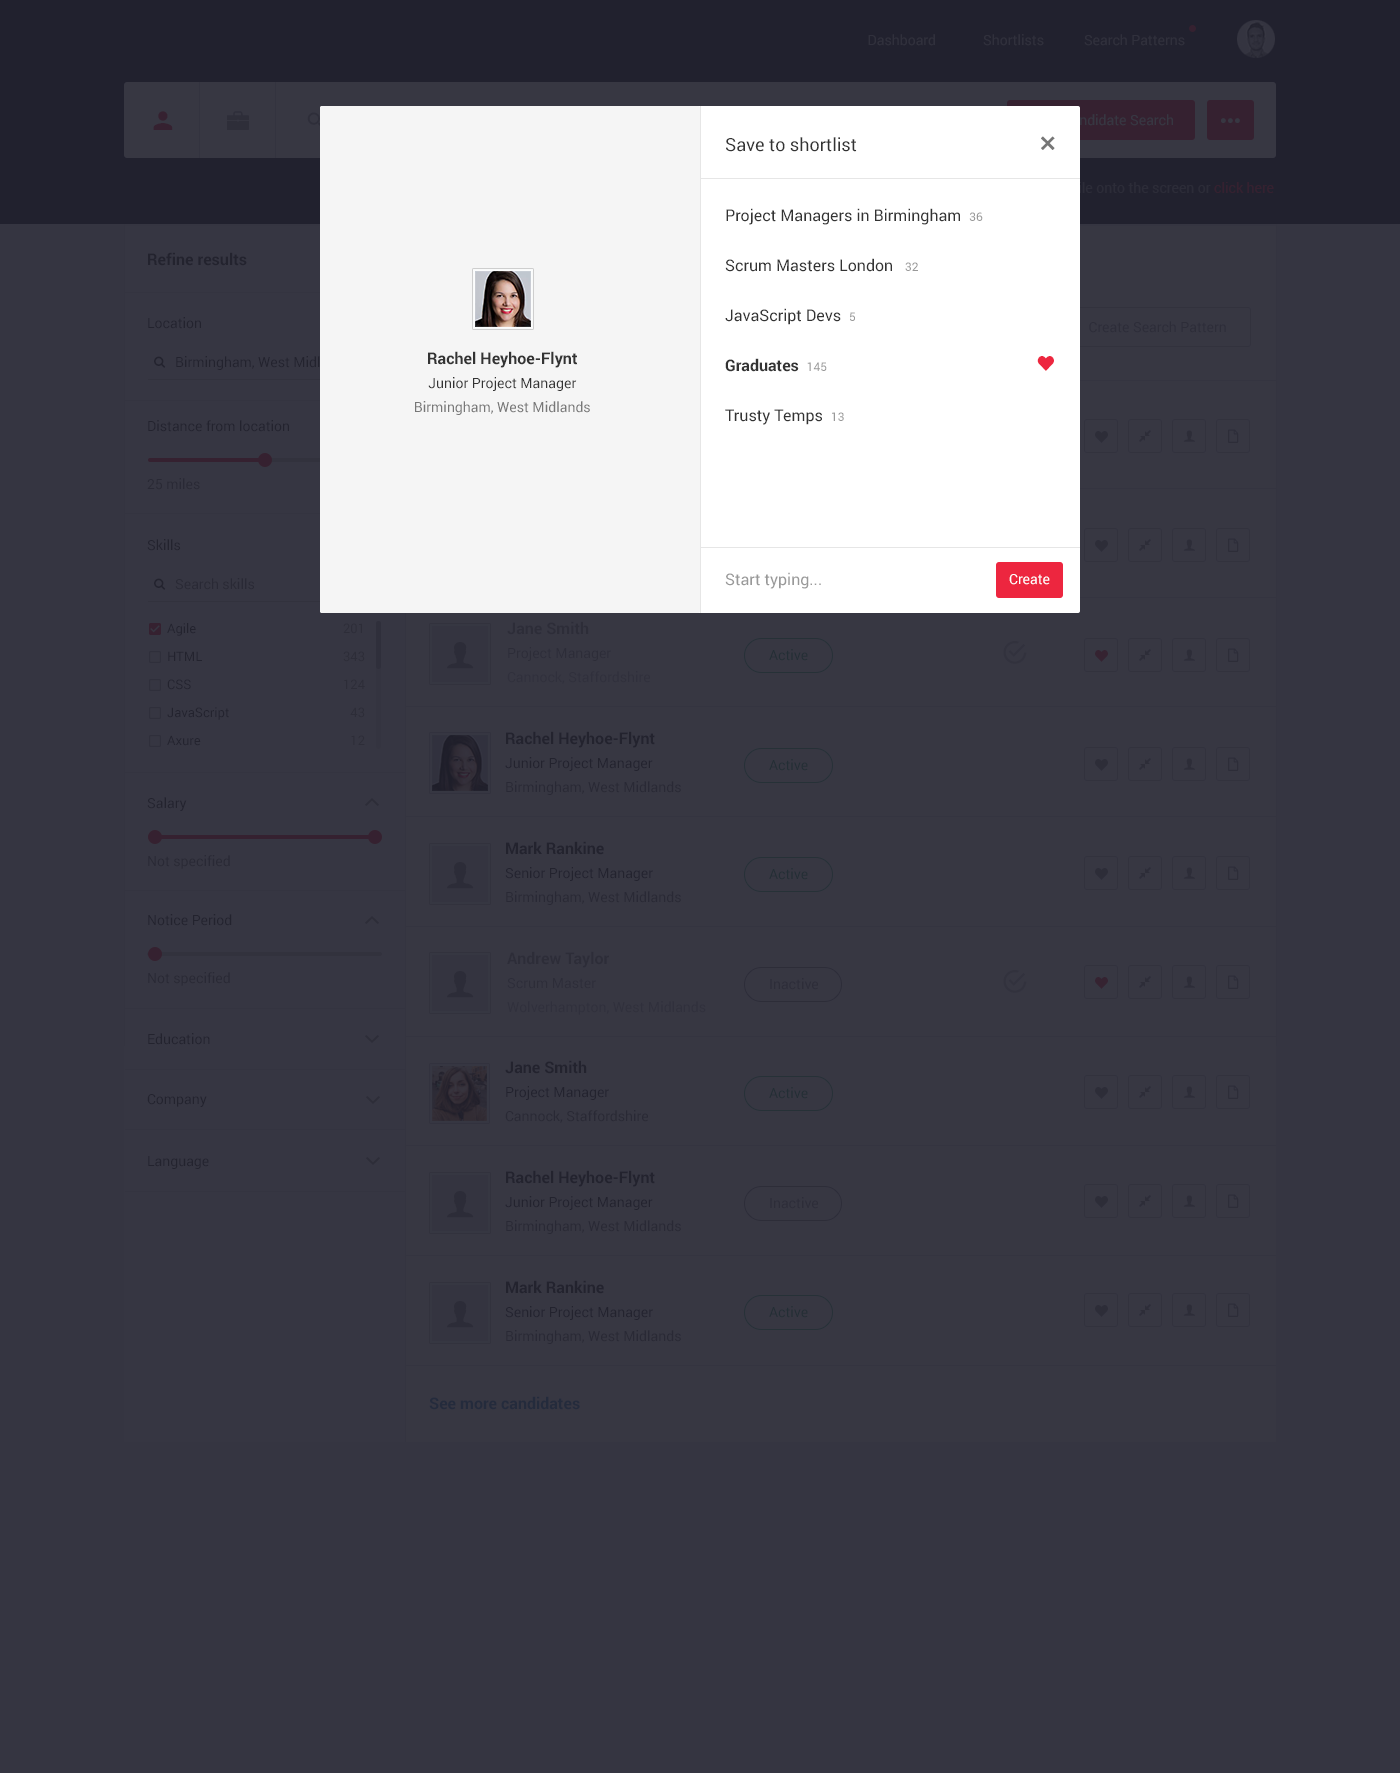 Dashboard
Shortlists
Search Patterns
ndidate Search
le onto the screen or click here
Save to shortlist
Project Managers in Birmingham 36
Scrum Masters London 32
JavaScript Devs 5
Graduates 145
Trusty Temps 13
Start typing...
Create
Rachel Heyhoe-Flynt
Junior Project Manager
Birmingham, West Midlands
Refine results
Location
Birmingham, West Midl
Distance from location
25 miles
Skills
Search skills
Agile 201
HTML 343
CSS 124
JavaScript 43
Axure 12
Salary
Not specified
Notice Period
Not specified
Education
Company
Language
Create Search Pattern
Jane Smith
Project Manager
Cannock, Staffordshire
Active
Rachel Heyhoe-Flynt
Junior Project Manager
Birmingham, West Midlands
Active
Mark Rankine
Senior Project Manager
Birmingham, West Midlands
Active
Andrew Taylor
Scrum Master
Wolverhampton, West Midlands
Inactive
Jane Smith
Project Manager
Cannock, Staffordshire
Active
Rachel Heyhoe-Flynt
Junior Project Manager
Birmingham, West Midlands
Inactive
Mark Rankine
Senior Project Manager
Birmingham, West Midlands
Active
See more candidates